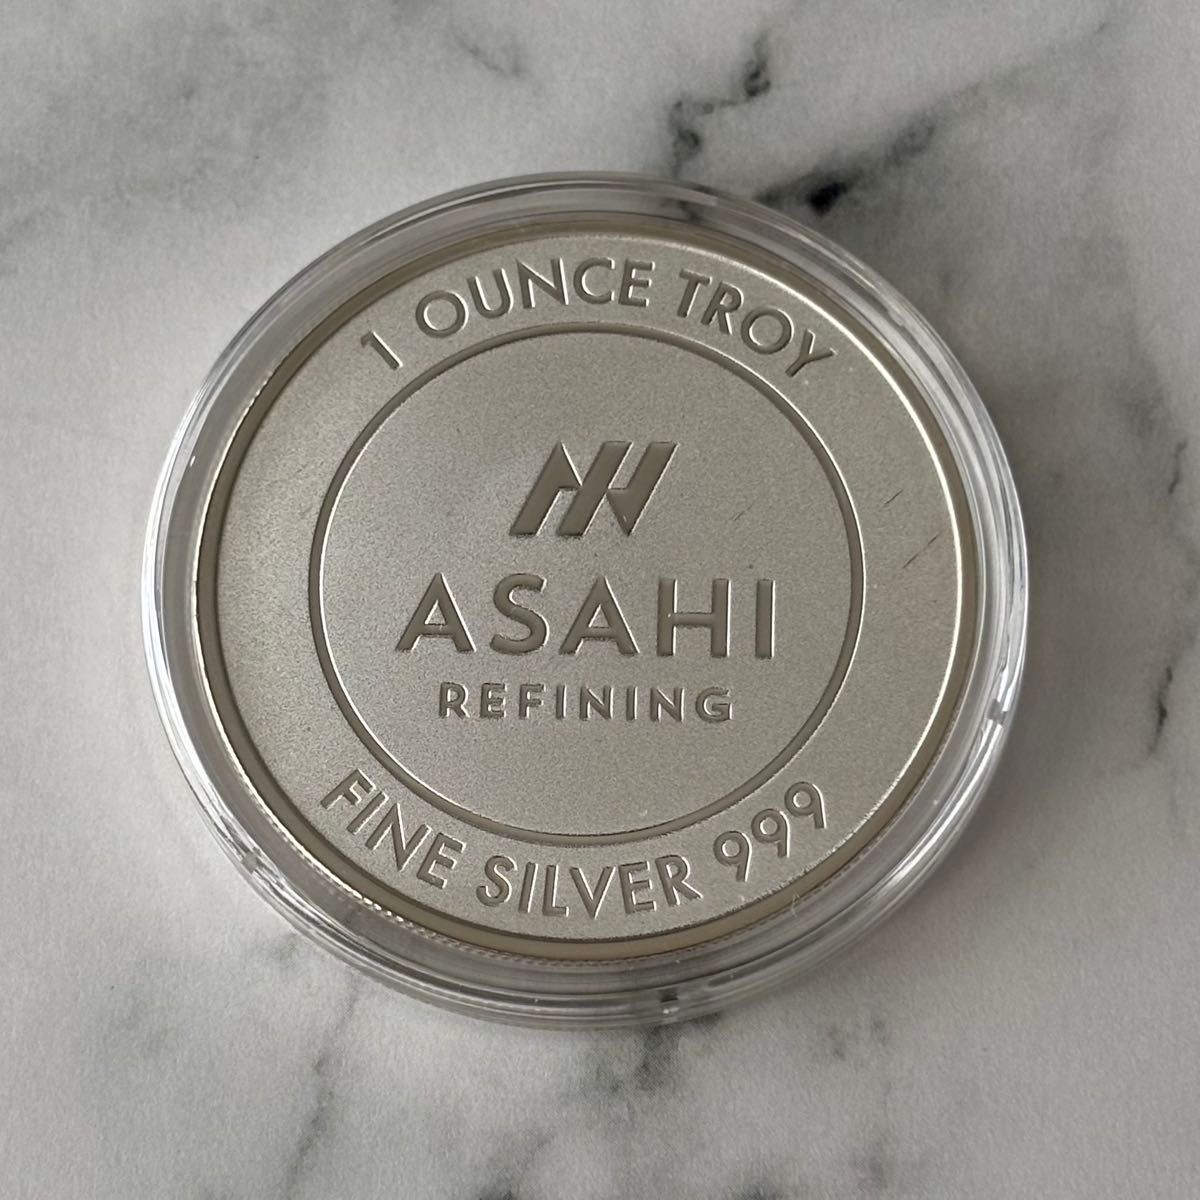 1 OUNCE TROY
ASAHI
REFINING
FINE SILVER 999